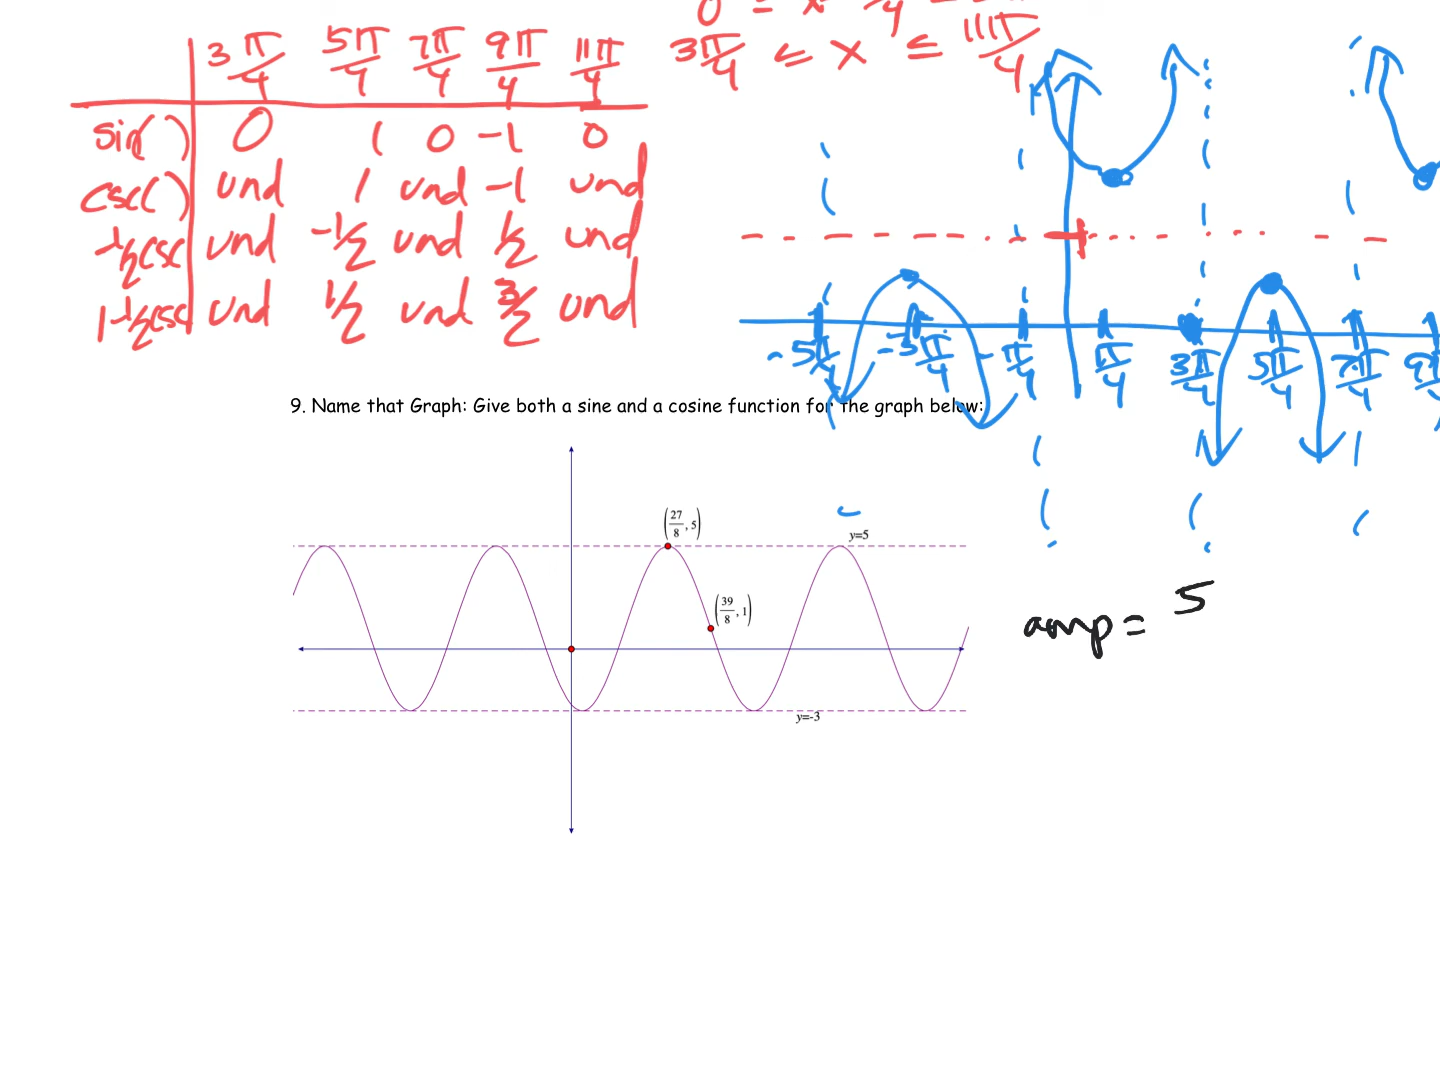 0 = x
3π/4 ≤ x ≤ 11π/4
3π/4 5π/4 7π/4 9π/4 11π/4
sin( ) 0 1 0 -1 0
csc( ) und 1 und -1 und
-1/2csc und -1/2 und 1/2 und
1-1/2csc und 1/2 und 3/2 und
-5π/4 -3π/4 -π/4 π/4 3π/4 5π/4 7π/4 9π
9. Name that Graph: Give both a sine and a cosine function for the graph below:
(27/8, 5)
y=5
(39/8, 1)
y=-3
amp = 5